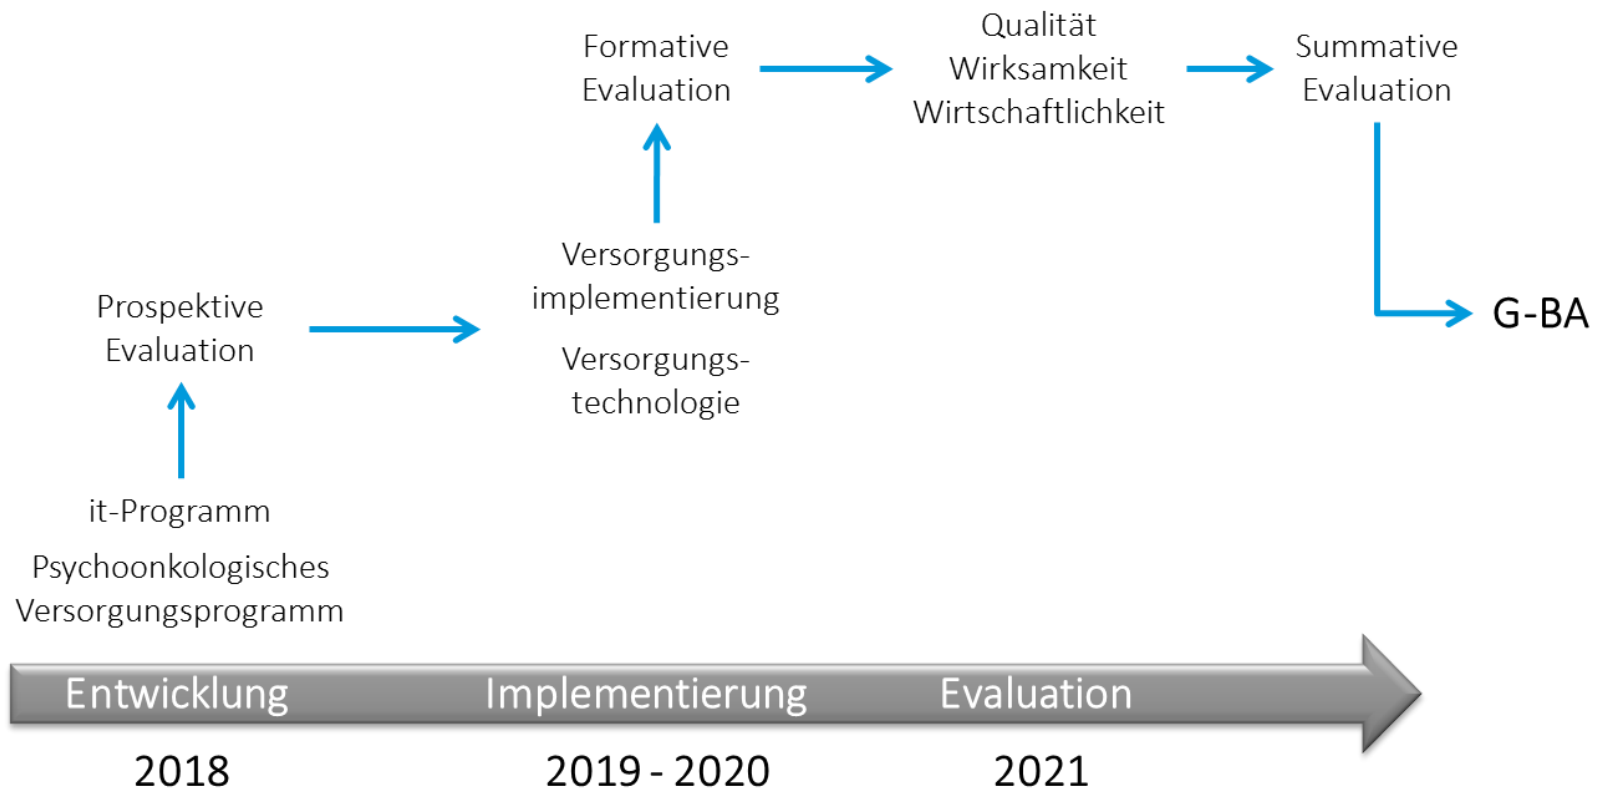 Formative
Evaluation
Qualität
Wirksamkeit
Wirtschaftlichkeit
Summative
Evaluation
Versorgungs-
implementierung
Versorgungs-
technologie
Prospektive
Evaluation
G-BA
it-Programm
Psychoonkologisches
Versorgungsprogramm
Entwicklung
Implementierung
Evaluation
2018
2019 - 2020
2021